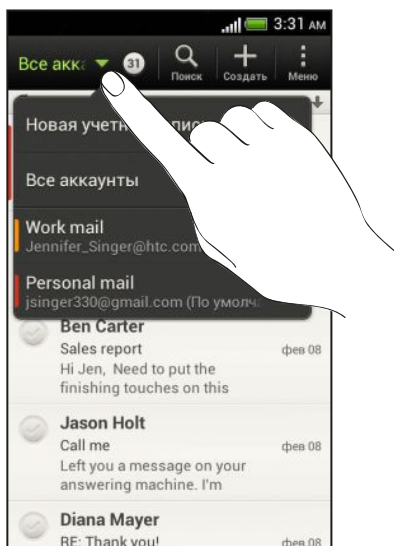 3:31 AM
Все акка
31
Поиск
Создать
Меню
Новая учетн
Все аккаунты
Work mail
Jennifer_Singer@htc.com
Personal mail
jsinger330@gmail.com (По умолч
Ben Carter
Sales report
фев 08
Hi Jen, Need to put the
finishing touches on this
Jason Holt
Call me
фев 08
Left you a message on your
answering machine. I'm
Diana Mayer
RE: Thank you!
фев 08